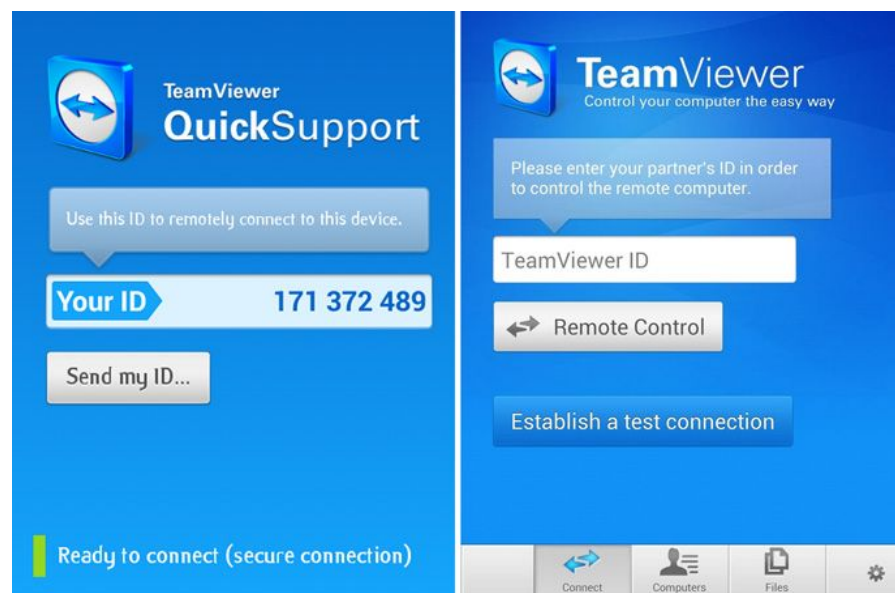 TeamViewer
QuickSupport
Use this ID to remotely connect to this device.
Your ID 171 372 489
Send my ID...
Ready to connect (secure connection)
TeamViewer
Control your computer the easy way
Please enter your partner's ID in order
to control the remote computer.
TeamViewer ID
Remote Control
Establish a test connection
Connect Computers Files